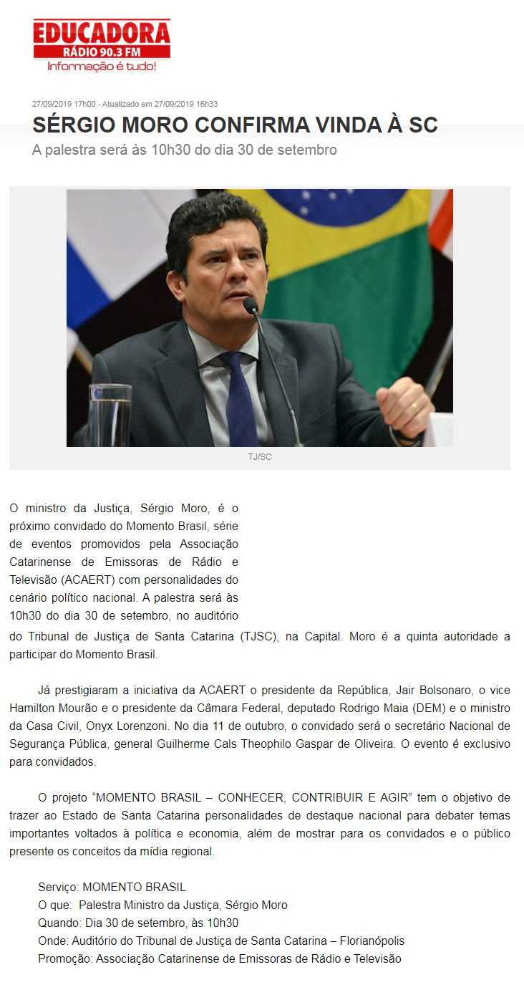 EDUCADORA
RÁDIO 90.3 FM
Informação é tudo!
27/09/2019 17h00 - Atualizado em 27/09/2019 16h33
SÉRGIO MORO CONFIRMA VINDA À SC
A palestra será às 10h30 do dia 30 de setembro
TJ/SC
O ministro da Justiça, Sérgio Moro, é o
próximo convidado do Momento Brasil, série
de eventos promovidos pela Associação
Catarinense de Emissoras de Rádio e
Televisão (ACAERT) com personalidades do
cenário político nacional. A palestra será às
10h30 do dia 30 de setembro, no auditório
do Tribunal de Justiça de Santa Catarina (TJSC), na Capital. Moro é a quinta autoridade a
participar do Momento Brasil.
Já prestigiaram a iniciativa da ACAERT o presidente da República, Jair Bolsonaro, o vice
Hamilton Mourão e o presidente da Câmara Federal, deputado Rodrigo Maia (DEM) e o ministro
da Casa Civil, Onyx Lorenzoni. No dia 11 de outubro, o convidado será o secretário Nacional de
Segurança Pública, general Guilherme Cals Theophilo Gaspar de Oliveira. O evento é exclusivo
para convidados.
O projeto “MOMENTO BRASIL – CONHECER, CONTRIBUIR E AGIR” tem o objetivo de
trazer ao Estado de Santa Catarina personalidades de destaque nacional para debater temas
importantes voltados à política e economia, além de mostrar para os convidados e o público
presente os conceitos da mídia regional.
Serviço: MOMENTO BRASIL
O que:  Palestra Ministro da Justiça, Sérgio Moro
Quando: Dia 30 de setembro, às 10h30
Onde: Auditório do Tribunal de Justiça de Santa Catarina – Florianópolis
Promoção: Associação Catarinense de Emissoras de Rádio e Televisão